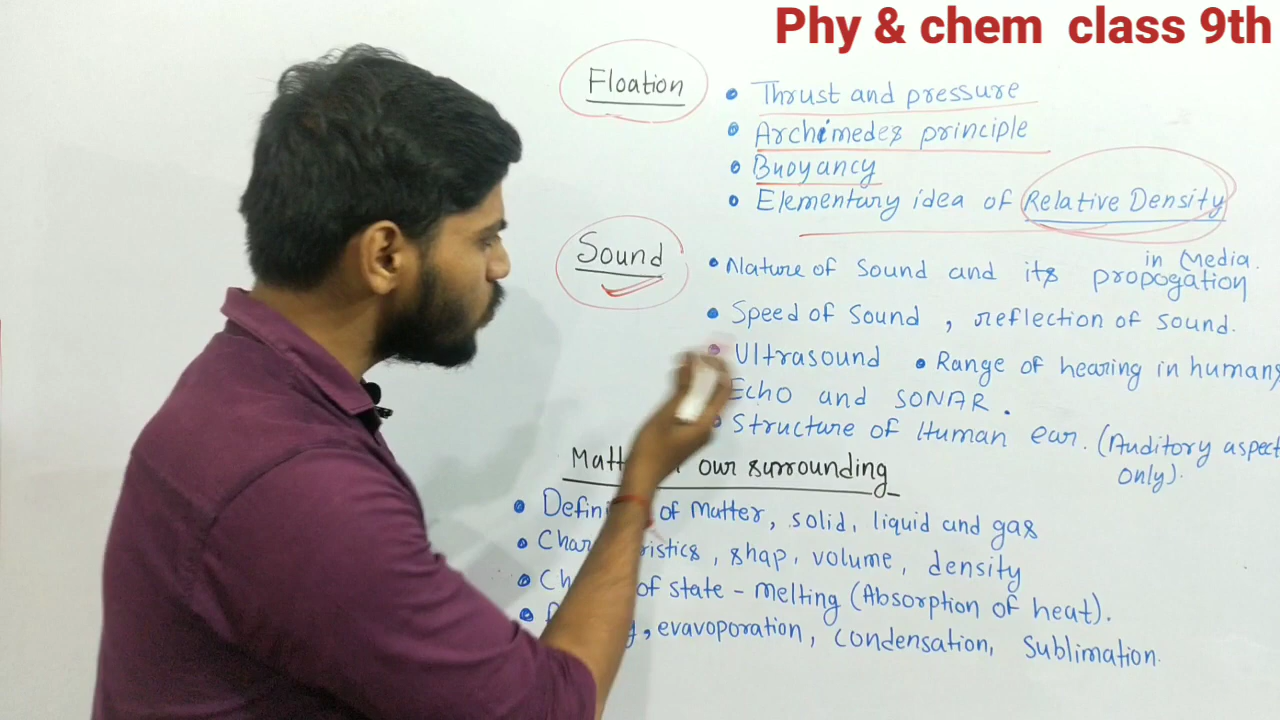 Phy & chem class 9th
Floation
• Thrust and pressure
• Archimedes principle
• Buoyancy
• Elementary idea of Relative Density
Sound
• Nature of Sound and its propogation in Media.
• Speed of Sound , reflection of sound.
• Ultrasound • Range of hearing in humans
Echo and SONAR.
• Structure of Human ear. (Auditory aspect only).
our surrounding
• of Matter, solid, liquid and gas
• , shap, volume, density
• of state - melting (Absorption of heat).
• , evavoporation, condensation, sublimation.